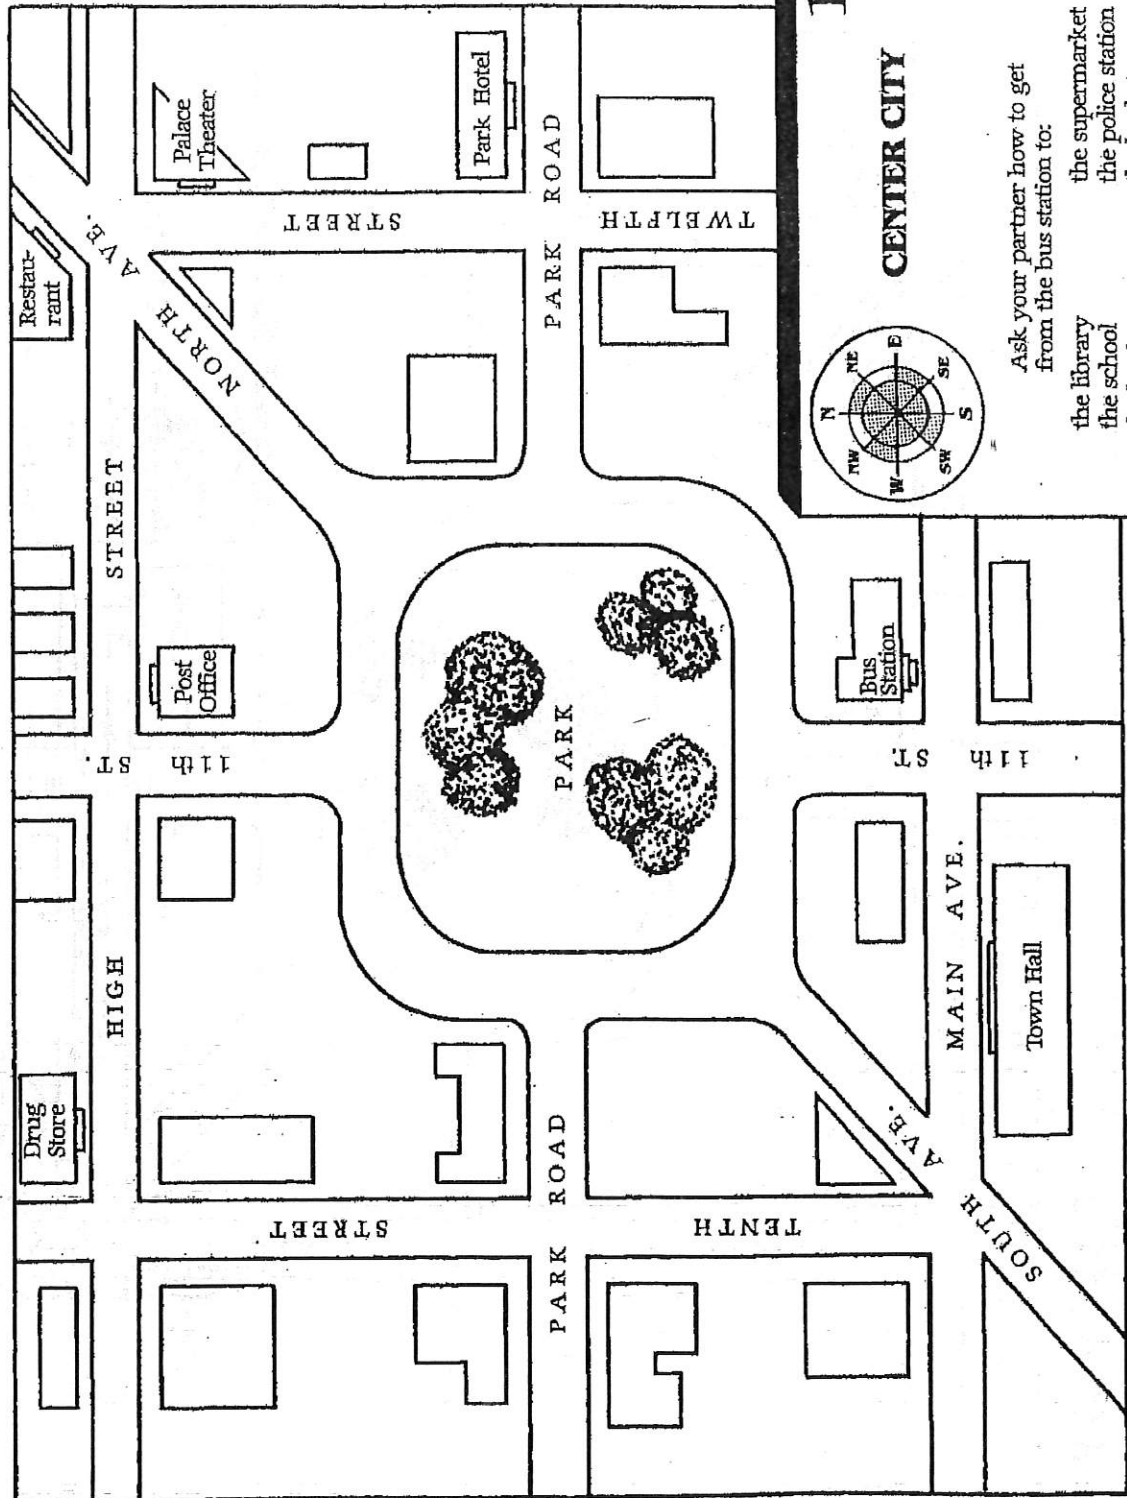 Restau-
rant
Drug
Store
HIGH STREET
NORTH AVE.
Palace
Theater
Post
Office
11th ST.
TENTH STREET
TWELFTH STREET
Park Hotel
PARK ROAD
PARK
PARK ROAD
Bus
Station
11th ST.
MAIN AVE.
SOUTH AVE.
Town Hall
CENTER CITY
N
NE
E
SE
S
SW
W
NW
Ask your partner how to get
from the bus station to:
the library
the school
the supermarket
the police station